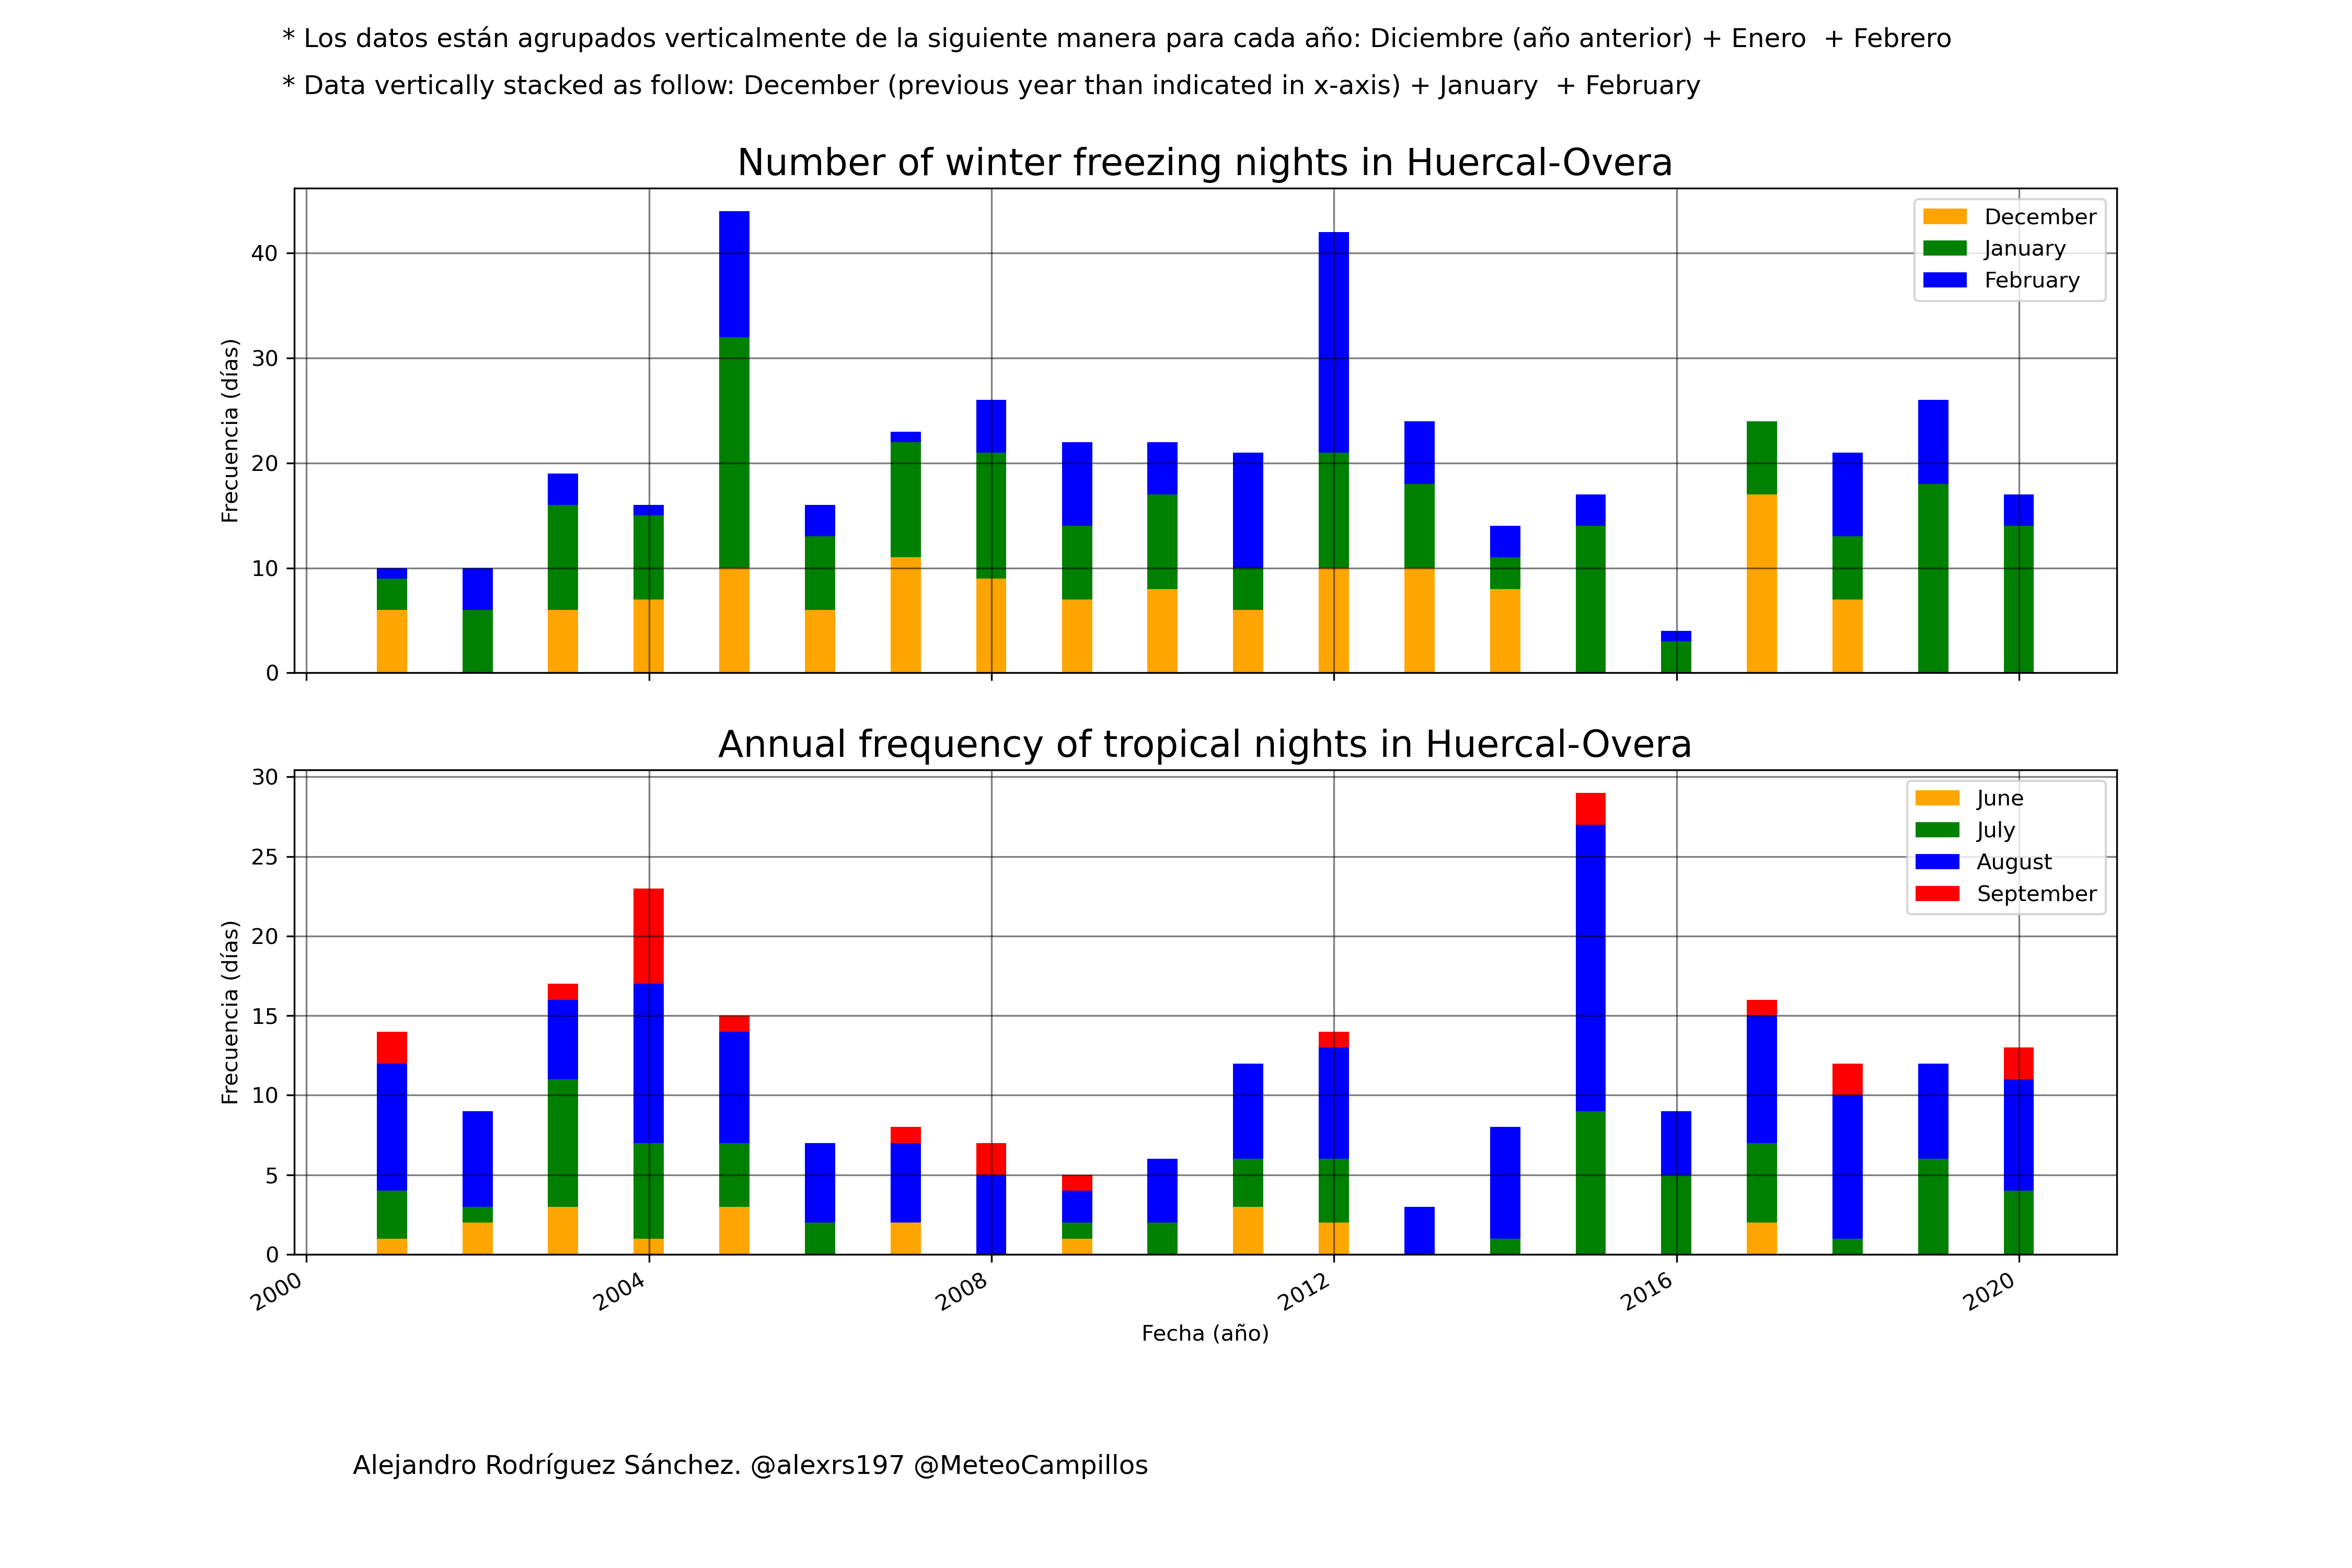 * Los datos están agrupados verticalmente de la siguiente manera para cada año: Diciembre (año anterior) + Enero  + Febrero
* Data vertically stacked as follow: December (previous year than indicated in x-axis) + January  + February
Number of winter freezing nights in Huercal-Overa
Frecuencia (días)
40
30
20
10
0
December
January
February
Annual frequency of tropical nights in Huercal-Overa
Frecuencia (días)
30
25
20
15
10
5
0
June
July
August
September
2000
2004
2008
2012
2016
2020
Fecha (año)
Alejandro Rodríguez Sánchez. @alexrs197 @MeteoCampillos